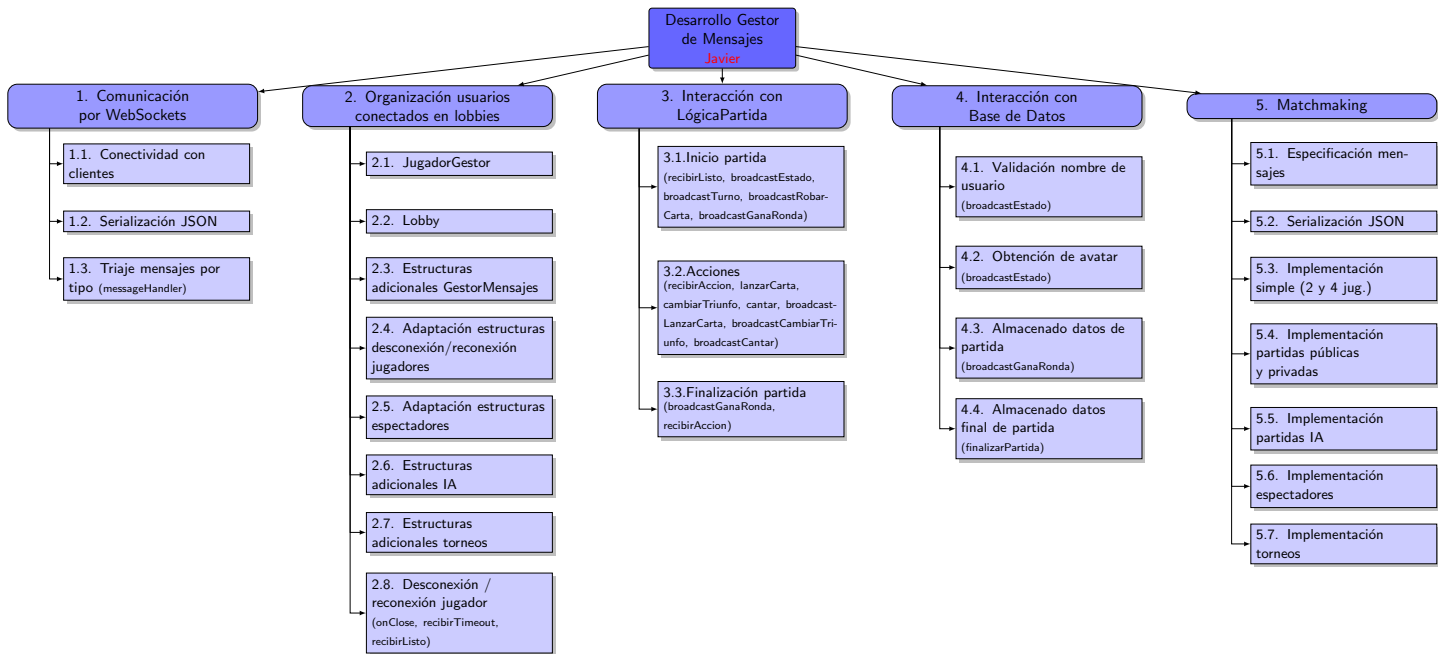 Desarrollo Gestor
de Mensajes
Javier
1. Comunicación
por WebSockets
1.1. Conectividad con
clientes
1.2. Serialización JSON
1.3. Triaje mensajes por
tipo (messageHandler)
2. Organización usuarios
conectados en lobbies
2.1. JugadorGestor
2.2. Lobby
2.3. Estructuras
adicionales GestorMensajes
2.4. Adaptación estructuras
desconexión/reconexión
jugadores
2.5. Adaptación estructuras
espectadores
2.6. Estructuras
adicionales IA
2.7. Estructuras
adicionales torneos
2.8. Desconexión /
reconexión jugador
(onClose, recibirTimeout,
recibirListo)
3. Interacción con
LógicaPartida
3.1.Inicio partida
(recibirListo, broadcastEstado,
broadcastTurno, broadcastRobar-
Carta, broadcastGanaRonda)
3.2.Acciones
(recibirAccion, lanzarCarta,
cambiarTriunfo, cantar, broadcast-
LanzarCarta, broadcastCambiarTri-
unfo, broadcastCantar)
3.3.Finalización partida
(broadcastGanaRonda,
recibirAccion)
4. Interacción con
Base de Datos
4.1. Validación nombre de
usuario
(broadcastEstado)
4.2. Obtención de avatar
(broadcastEstado)
4.3. Almacenado datos de
partida
(broadcastGanaRonda)
4.4. Almacenado datos
final de partida
(finalizarPartida)
5. Matchmaking
5.1. Especificación men-
sajes
5.2. Serialización JSON
5.3. Implementación
simple (2 y 4 jug.)
5.4. Implementación
partidas públicas
y privadas
5.5. Implementación
partidas IA
5.6. Implementación
espectadores
5.7. Implementación
torneos